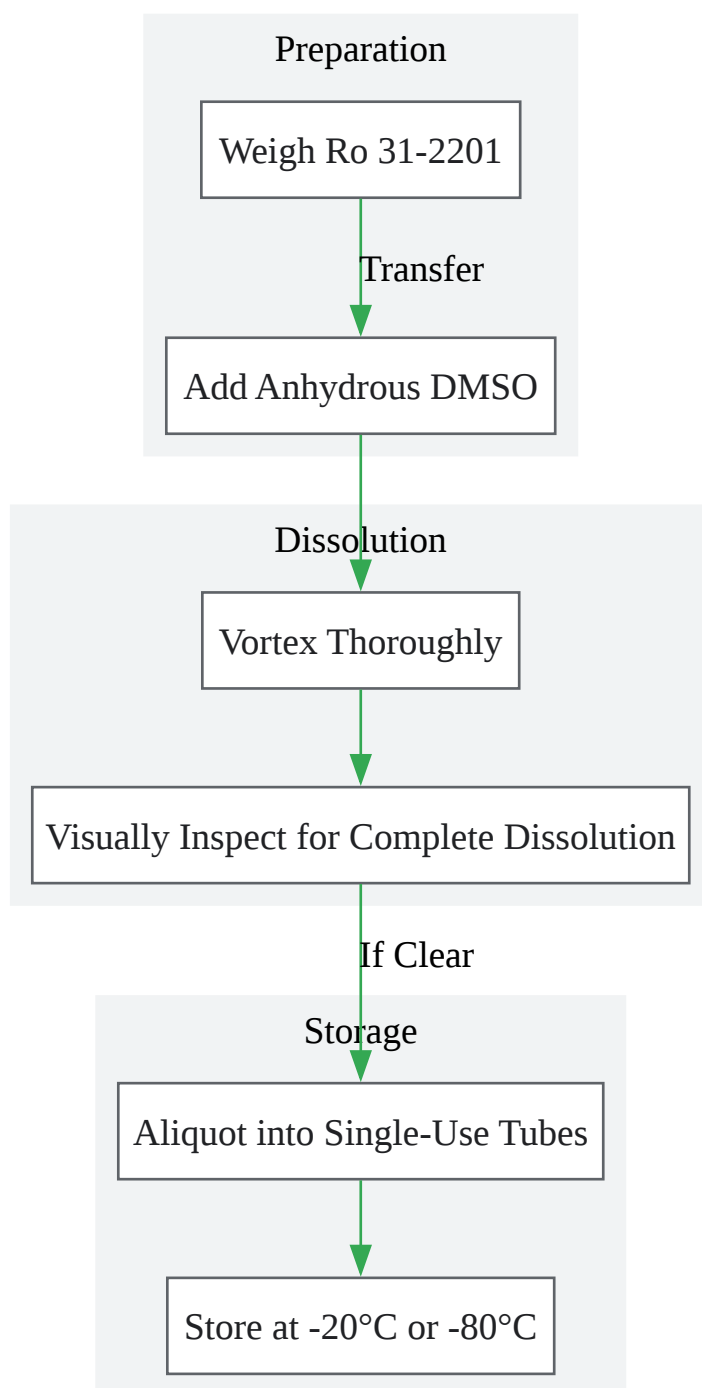 Preparation
Weigh Ro 31-2201
Transfer
Add Anhydrous DMSO
Dissolution
Vortex Thoroughly
Visually Inspect for Complete Dissolution
If Clear
Storage
Aliquot into Single-Use Tubes
Store at -20°C or -80°C